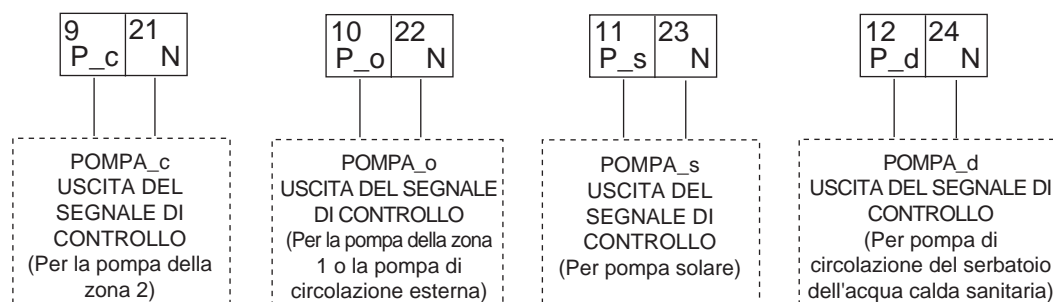 9 21
P_c N
POMPA_c
USCITA DEL
SEGNALE DI
CONTROLLO
(Per la pompa della
zona 2)
10 22
P_o N
POMPA_o
USCITA DEL SEGNALE
DI CONTROLLO
(Per la pompa della zona
1 o la pompa di
circolazione esterna)
11 23
P_s N
POMPA_s
USCITA DEL
SEGNALE DI
CONTROLLO
(Per pompa solare)
12 24
P_d N
POMPA_d
USCITA DEL SEGNALE DI
CONTROLLO
(Per pompa di
circolazione del serbatoio
dell'acqua calda sanitaria)